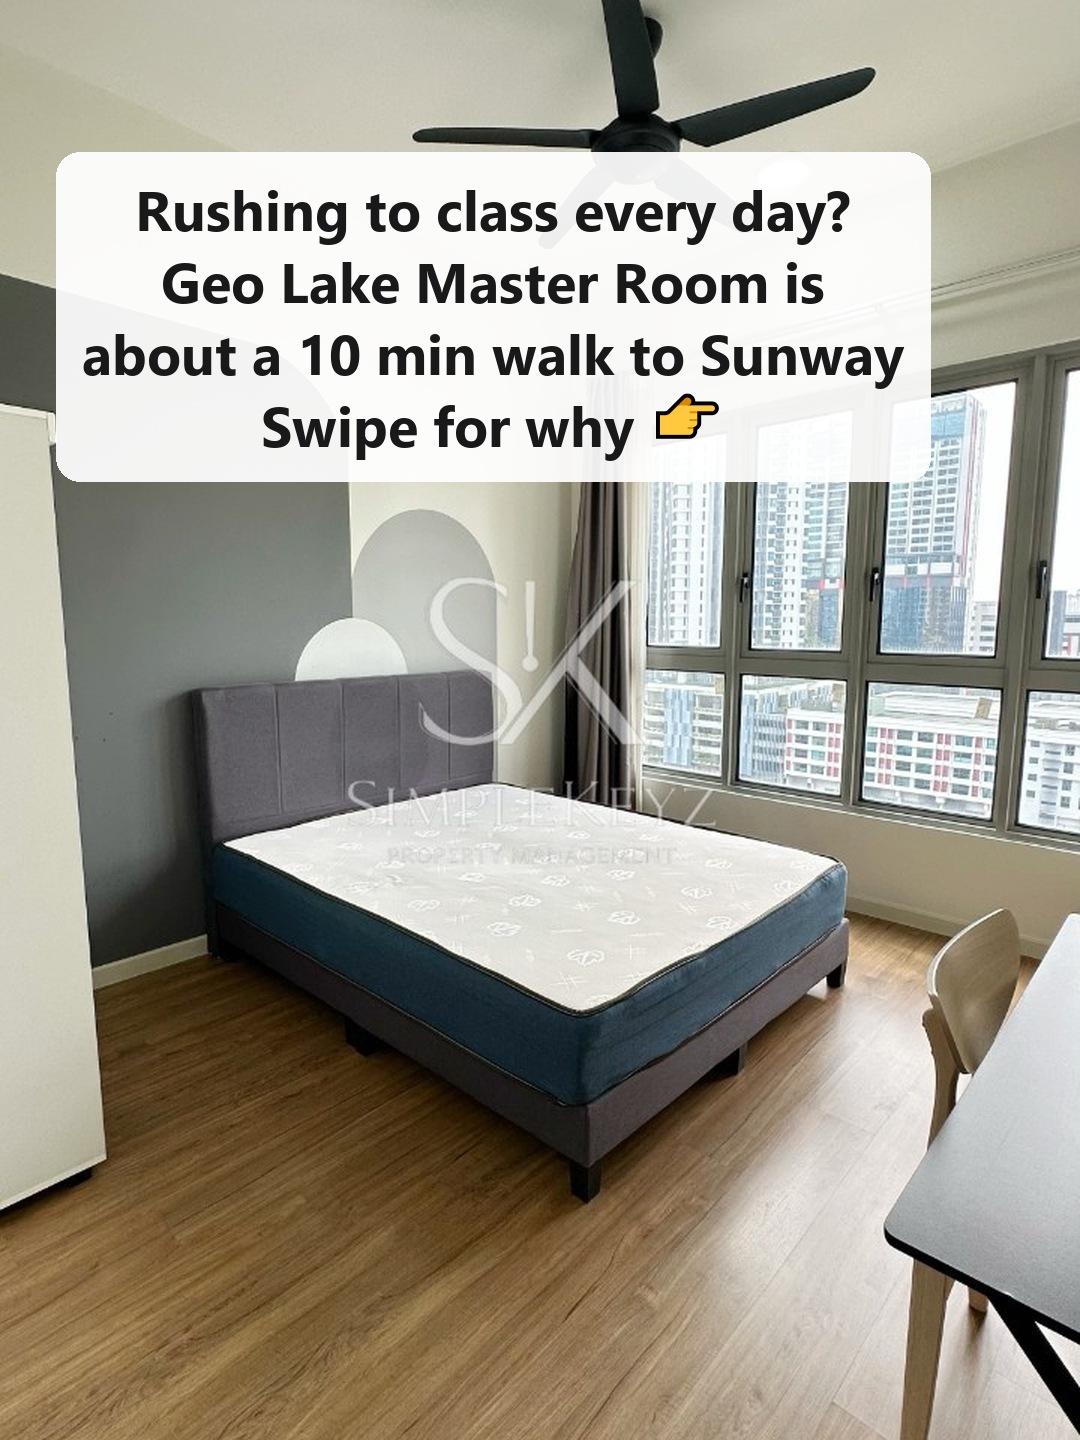 Rushing to class every day?
Geo Lake Master Room is
about a 10 min walk to Sunway
Swipe for why 👉
SK
SIMPLEKEYZ
PROPERTY MANAGEMENT